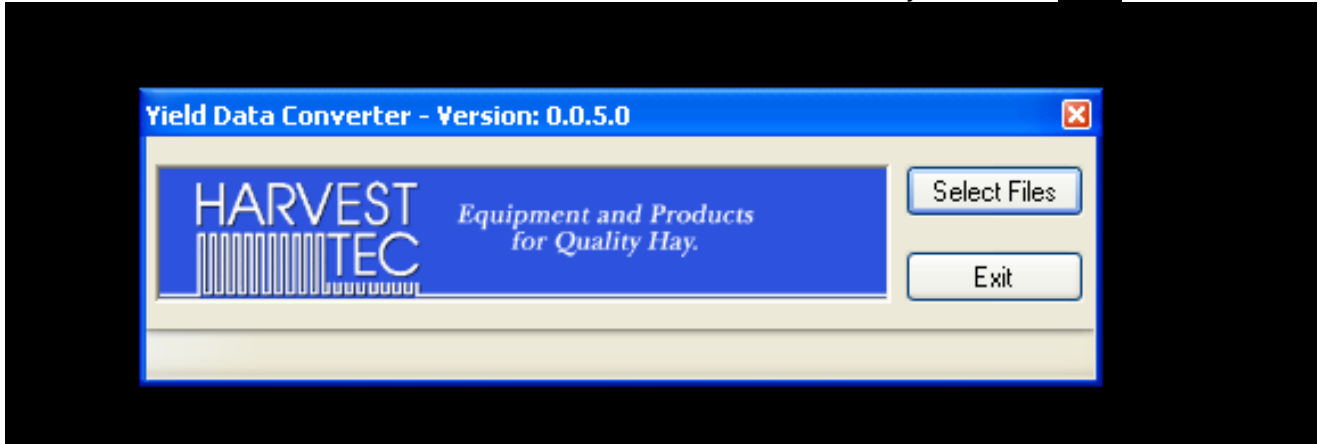 Yield Data Converter - Version: 0.0.5.0
HARVEST
TEC
Equipment and Products
for Quality Hay.
Select Files
Exit